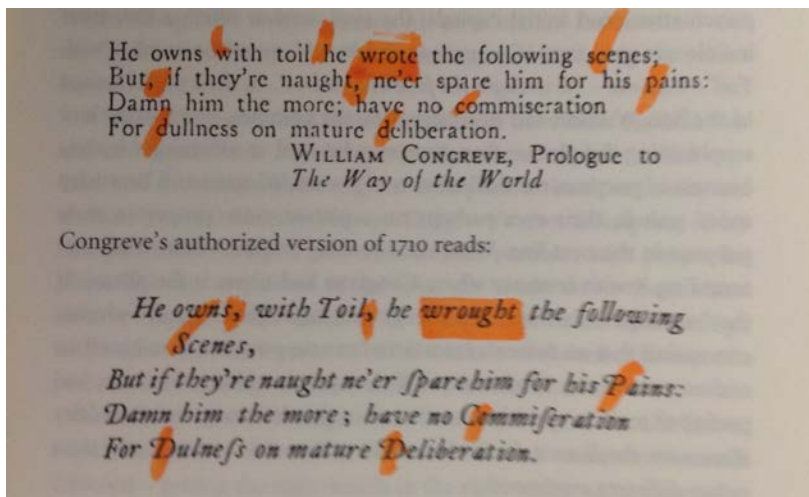 He owns with toil he wrote the following scenes;
But, if they're naught, ne'er spare him for his pains:
Damn him the more; have no commiseration
For dullness on mature deliberation.
WILLIAM CONGREVE, Prologue to
The Way of the World
Congreve's authorized version of 1710 reads:
He owns, with Toil, he wrought the following
Scenes,
But if they're naught ne'er ſpare him for his Pains:
Damn him the more; have no Commiſeration
For Dulneſs on mature Deliberation.